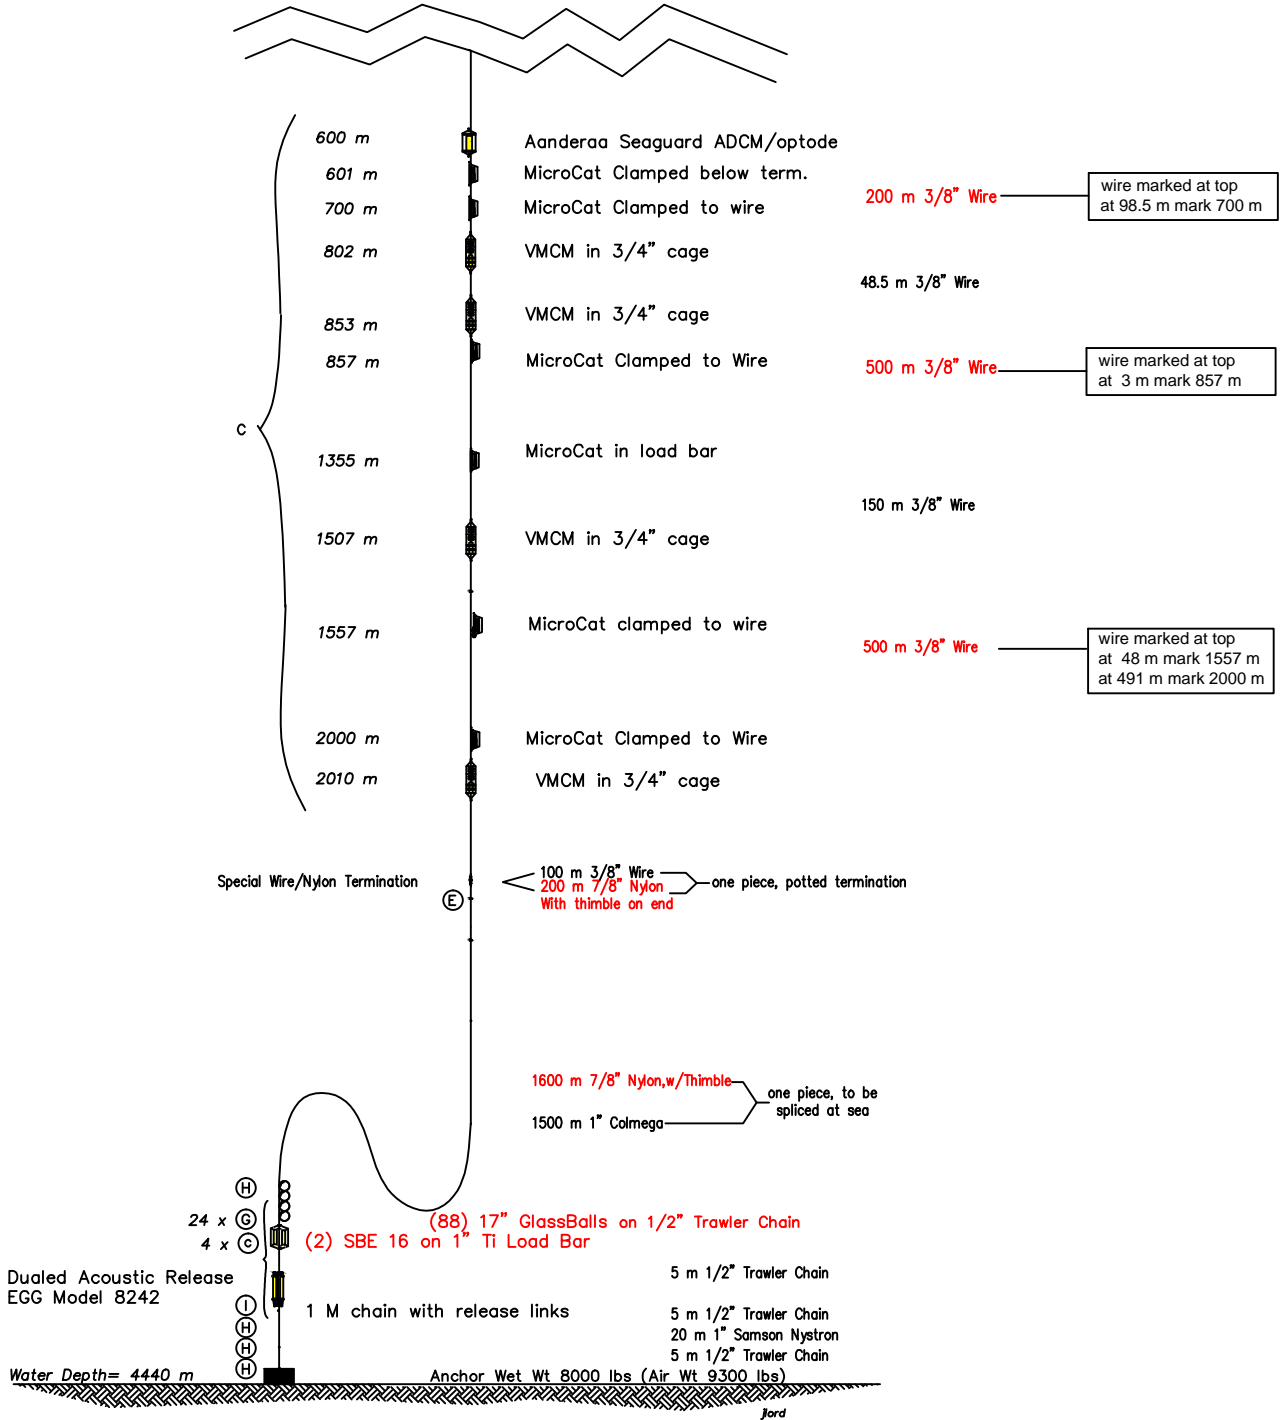 600 m
Aanderaa Seaguard ADCM/optode
601 m
MicroCat Clamped below term.
200 m 3/8" Wire
wire marked at top
at 98.5 m mark 700 m
700 m
MicroCat Clamped to wire
802 m
VMCM in 3/4" cage
48.5 m 3/8" Wire
853 m
VMCM in 3/4" cage
857 m
MicroCat Clamped to Wire
500 m 3/8" Wire
wire marked at top
at 3 m mark 857 m
C
1355 m
MicroCat in load bar
150 m 3/8" Wire
1507 m
VMCM in 3/4" cage
1557 m
MicroCat clamped to wire
500 m 3/8" Wire
wire marked at top
at 48 m mark 1557 m
at 491 m mark 2000 m
2000 m
MicroCat Clamped to Wire
2010 m
VMCM in 3/4" cage
Special Wire/Nylon Termination
E
100 m 3/8" Wire
200 m 7/8" Nylon
With thimble on end
one piece, potted termination
1600 m 7/8" Nylon,w/Thimble
1500 m 1" Colmega
one piece, to be
spliced at sea
H
24 x G
(88) 17" GlassBalls on 1/2" Trawler Chain
4 x C
(2) SBE 16 on 1" Ti Load Bar
Dualed Acoustic Release
EGG Model 8242
5 m 1/2" Trawler Chain
I
1 M chain with release links
5 m 1/2" Trawler Chain
H
20 m 1" Samson Nystron
H
5 m 1/2" Trawler Chain
H
Water Depth= 4440 m
Anchor Wet Wt 8000 lbs (Air Wt 9300 lbs)
jlord